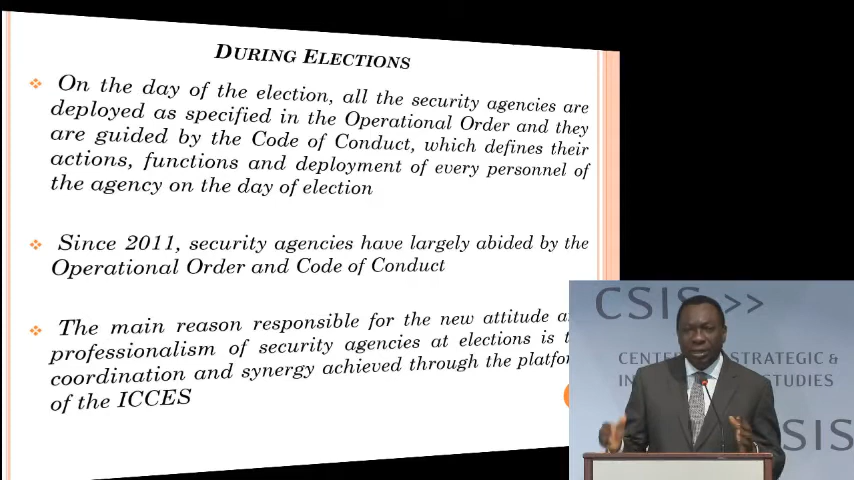 DURING ELECTIONS
On the day of the election, all the security agencies are
deployed as specified in the Operational Order and they
are guided by the Code of Conduct, which defines their
actions, functions and deployment of every personnel of
the agency on the day of election
Since 2011, security agencies have largely abided by the
Operational Order and Code of Conduct
The main reason responsible for the new attitude
professionalism of security agencies at elections is
coordination and synergy achieved through the
of the ICCES
CSIS >>
STRATEGIC &
STUDIES